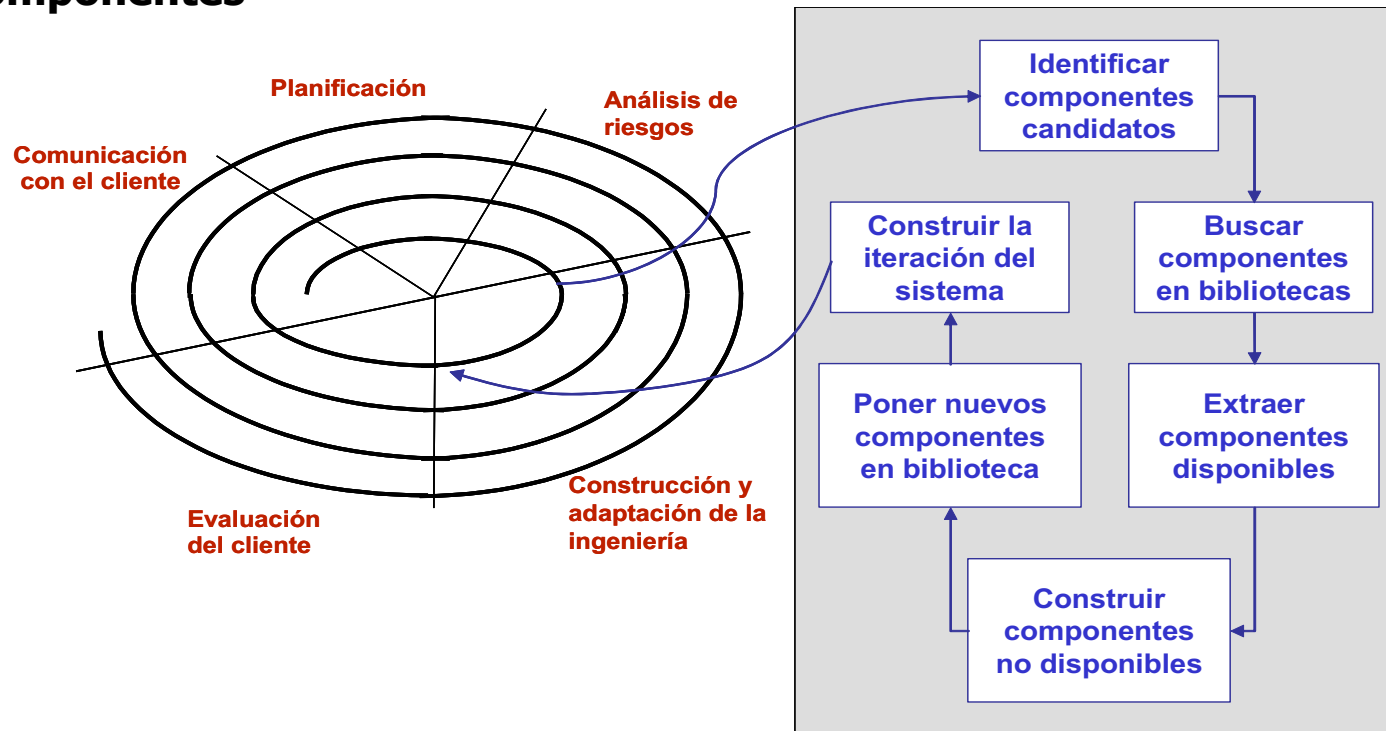 Planificación
Análisis de
riesgos
Comunicación
con el cliente
Evaluación
del cliente
Construcción y
adaptación de la
ingeniería
Identificar
componentes
candidatos
Buscar
componentes
en bibliotecas
Extraer
componentes
disponibles
Construir
componentes
no disponibles
Poner nuevos
componentes
en biblioteca
Construir la
iteración del
sistema